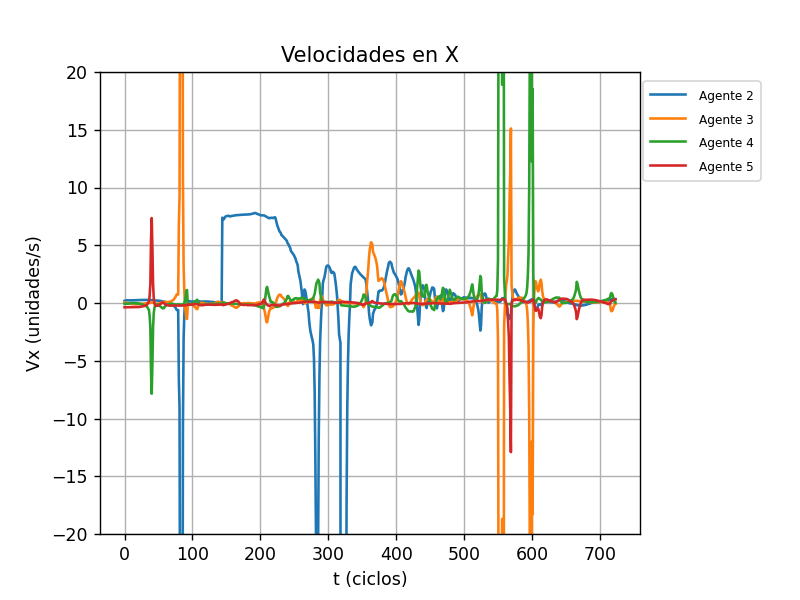 Velocidades en X
Vx (unidades/s)
20
15
10
5
0
−5
−10
−15
−20
0 100 200 300 400 500 600 700
t (ciclos)
Agente 2
Agente 3
Agente 4
Agente 5